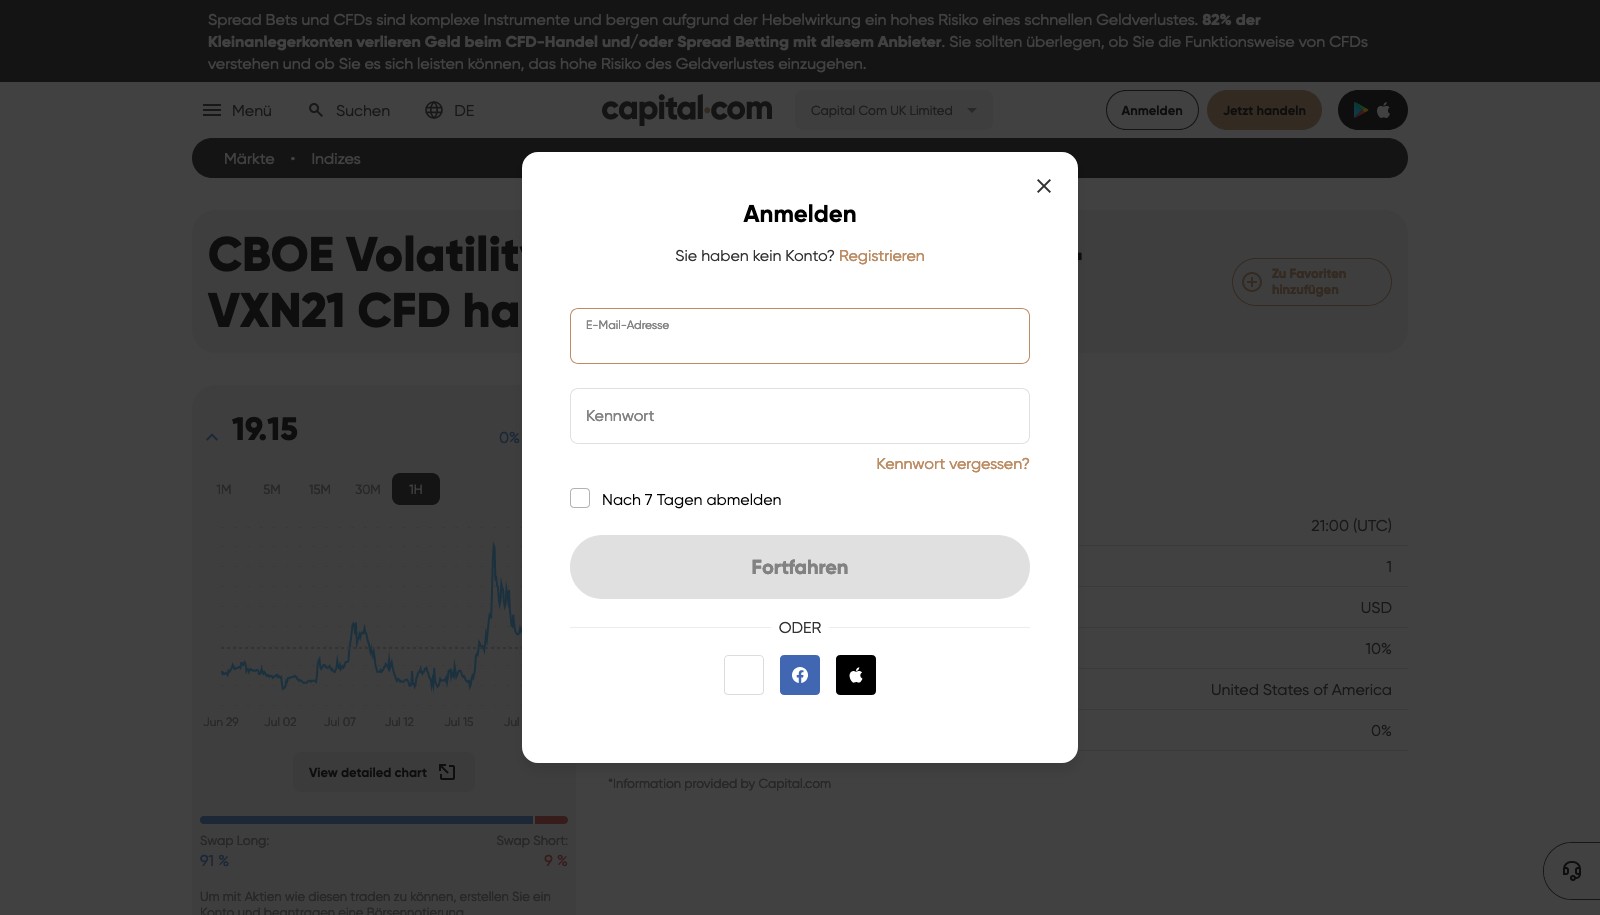 Spread Bets und CFDs sind komplexe Instrumente und bergen aufgrund der Hebelwirkung ein hohes Risiko eines schnellen Geldverlustes. 82% der
Kleinanlegerkonten verlieren Geld beim CFD-Handel und/oder Spread Betting mit diesem Anbieter. Sie sollten überlegen, ob Sie die Funktionsweise von CFDs
verstehen und ob Sie es sich leisten können, das hohe Risiko des Geldverlustes einzugehen.
Menü Suchen DE capital.com Capital Com UK Limited Anmelden Jetzt handeln
Märkte • Indizes
CBOE Volatility
VXN21 CFD ha
Zu Favoriten
hinzufügen
Anmelden
Sie haben kein Konto? Registrieren
E-Mail-Adresse
Kennwort
Kennwort vergessen?
Nach 7 Tagen abmelden
Fortfahren
ODER
19.15 0%
1M 5M 15M 30M 1H
Jun 29 Jul 02 Jul 07 Jul 12 Jul 15 Jul
View detailed chart
Swap Long: Swap Short:
91 % 9 %
Um mit Aktien wie diesen traden zu können, erstellen Sie ein
Konto und beantragen eine Börsennotierung
21:00 (UTC)
1
USD
10%
United States of America
0%
*Information provided by Capital.com